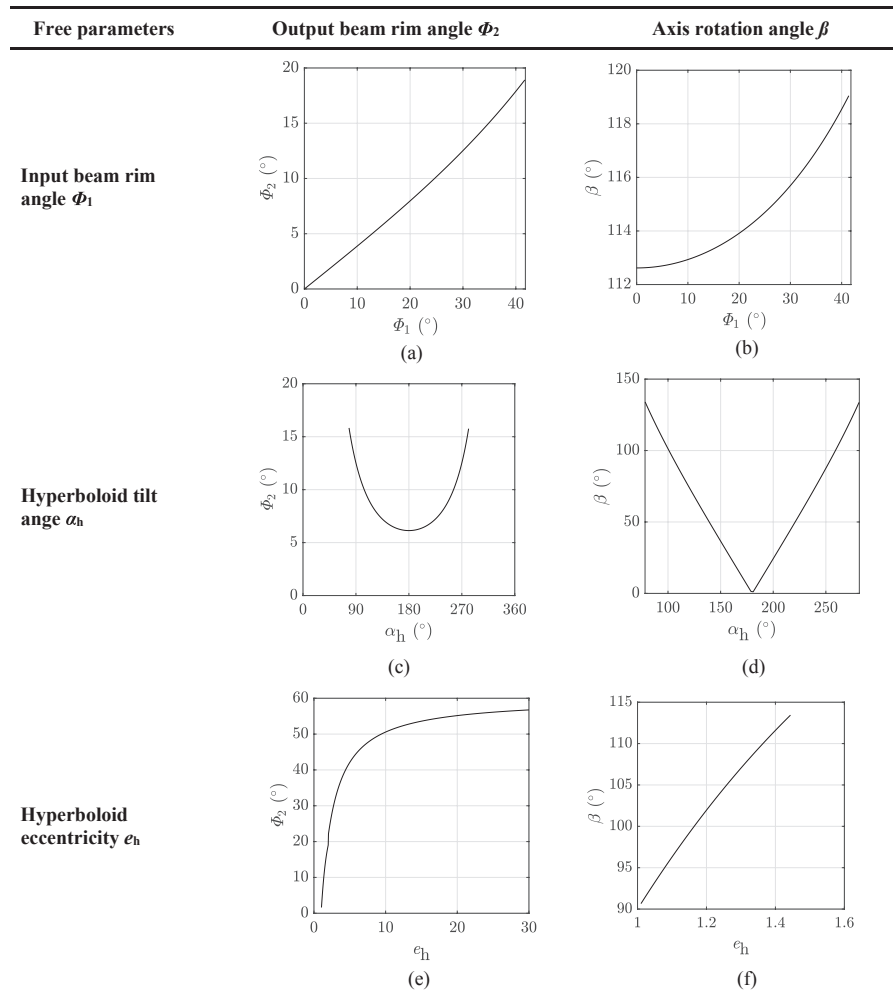 Free parameters Output beam rim angle Φ₂ Axis rotation angle β
Input beam rim
angle Φ₁
20
15
10
5
0
Φ₂ (°)
0 10 20 30 40
Φ₁ (°)
(a)
120
118
116
114
112
β (°)
0 10 20 30 40
Φ₁ (°)
(b)
Hyperboloid tilt
ange αh
20
15
10
5
0
Φ₂ (°)
0 90 180 270 360
αh (°)
(c)
150
100
50
0
β (°)
100 150 200 250
αh (°)
(d)
Hyperboloid
eccentricity eh
60
50
40
30
20
10
0
Φ₂ (°)
0 10 20 30
eh
(e)
115
110
105
100
95
90
β (°)
1 1.2 1.4 1.6
eh
(f)